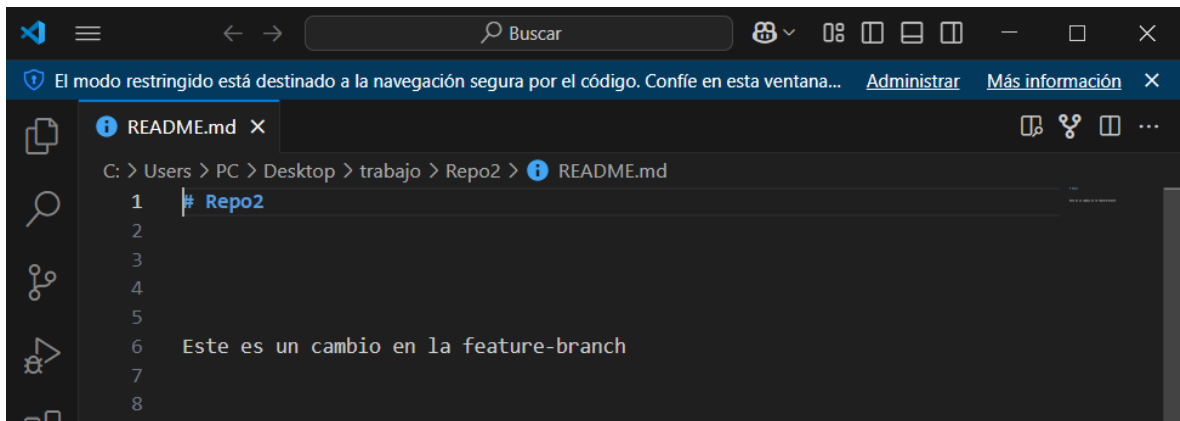 Buscar
El modo restringido está destinado a la navegación segura por el código. Confíe en esta ventana... Administrar Más información
README.md
C: > Users > PC > Desktop > trabajo > Repo2 > README.md
1 # Repo2
2
3
4
5
6 Este es un cambio en la feature-branch
7
8